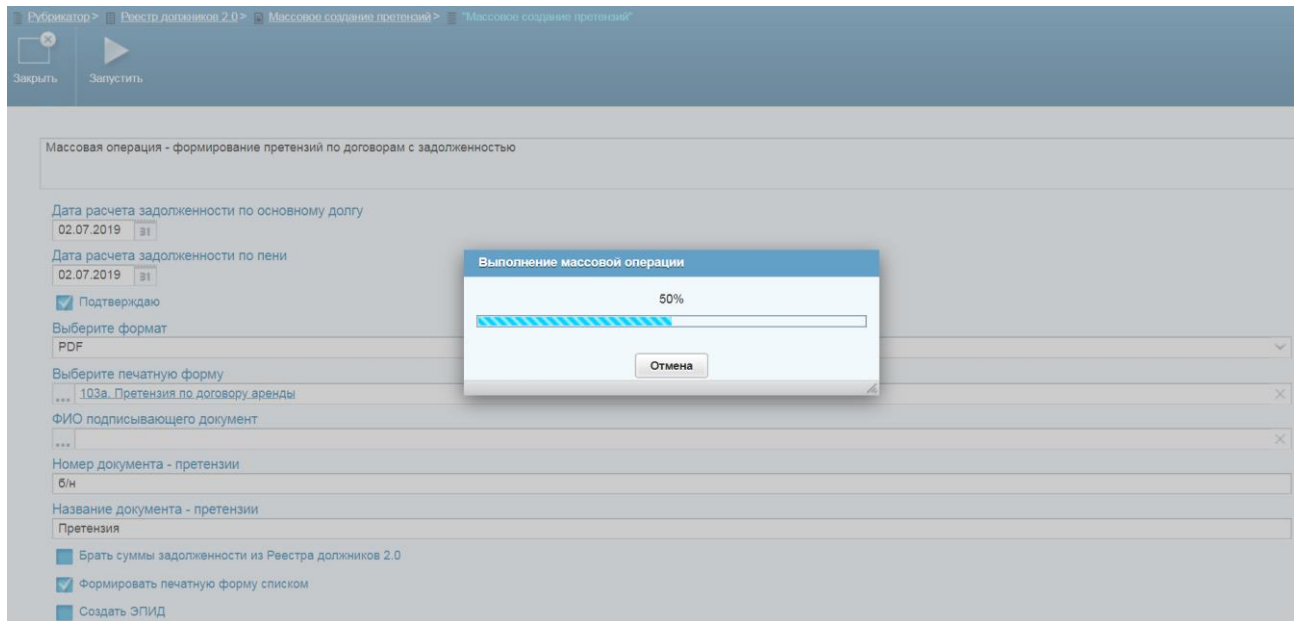 Рубрикатор > Реестр должников 2.0 > Массовое создание претензий > "Массовое создание претензий"
Закрыть Запустить
Массовая операция - формирование претензий по договорам с задолженностью
Дата расчета задолженности по основному долгу
02.07.2019 31
Дата расчета задолженности по пени
02.07.2019 31
Подтверждаю
Выполнение массовой операции
50%
Отмена
Выберите формат
PDF
Выберите печатную форму
... 103а. Претензия по договору аренды
ФИО подписывающего документ
...
Номер документа - претензии
б/н
Название документа - претензии
Претензия
Брать суммы задолженности из Реестра должников 2.0
Формировать печатную форму списком
Создать ЭПИД